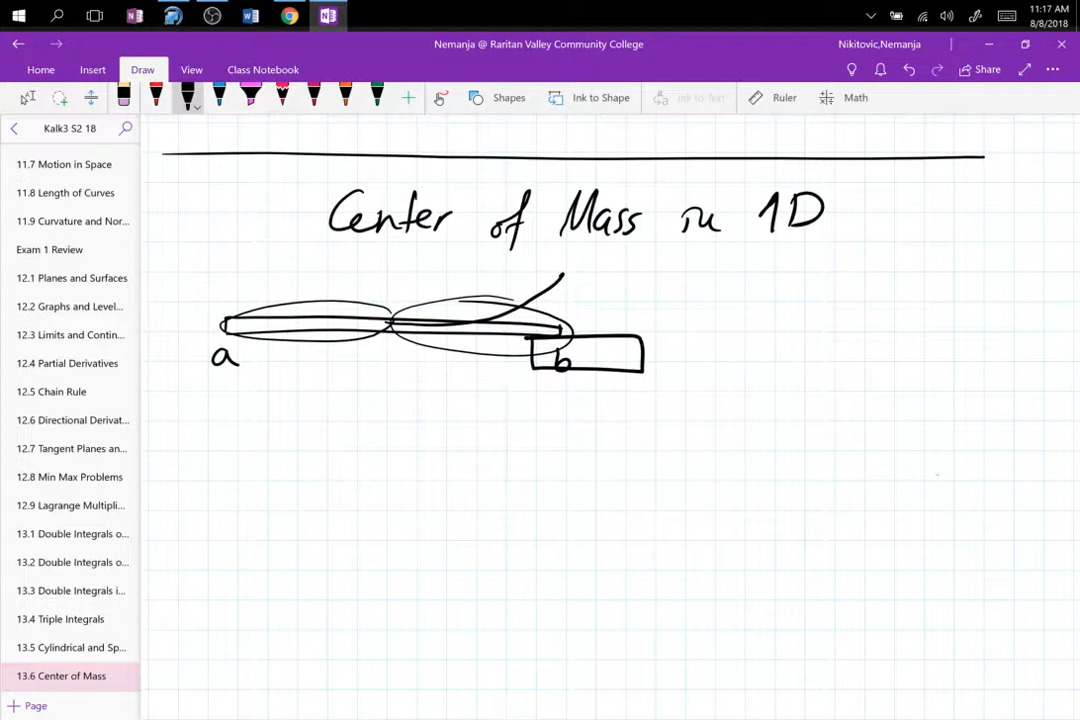 11:17 AM
8/8/2018
Nemanja @ Raritan Valley Community College
Nikitovic,Nemanja
Home Insert Draw View Class Notebook
Share
Shapes Ink to Shape Ink to Text Ruler Math
Kalk3 S2 18
11.7 Motion in Space
11.8 Length of Curves
11.9 Curvature and Nor...
Exam 1 Review
12.1 Planes and Surfaces
12.2 Graphs and Level...
12.3 Limits and Contin...
12.4 Partial Derivatives
12.5 Chain Rule
12.6 Directional Derivat...
12.7 Tangent Planes an...
12.8 Min Max Problems
12.9 Lagrange Multipli...
13.1 Double Integrals o...
13.2 Double Integrals o...
13.3 Double Integrals i...
13.4 Triple Integrals
13.5 Cylindrical and Sp...
13.6 Center of Mass
Page
Center of Mass in 1D
a b